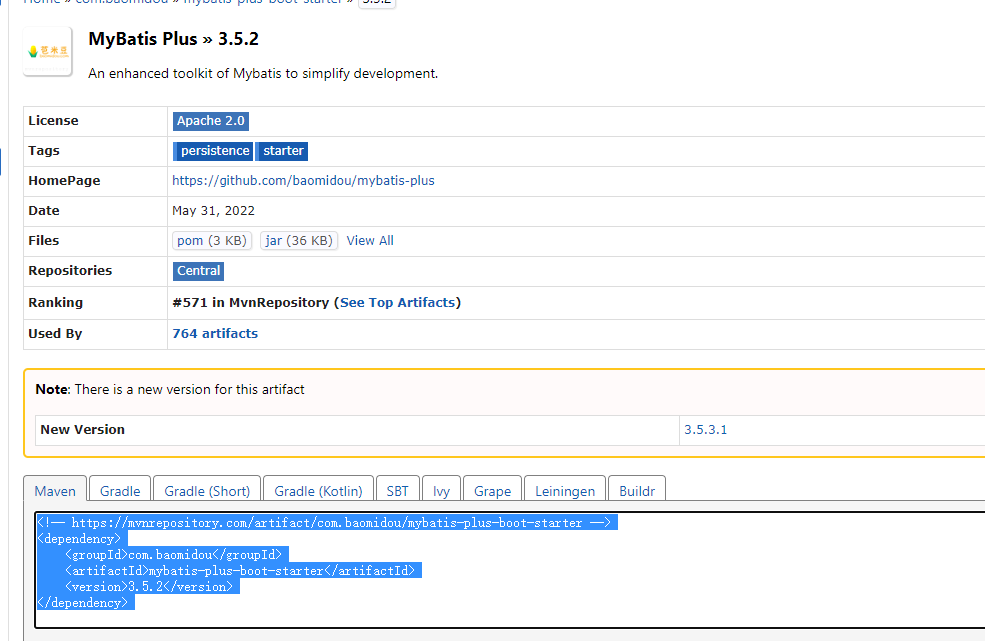 Home » com.baomidou » mybatis-plus-boot-starter » 3.5.2
MyBatis Plus » 3.5.2
An enhanced toolkit of Mybatis to simplify development.
License Apache 2.0
Tags persistence starter
HomePage https://github.com/baomidou/mybatis-plus
Date May 31, 2022
Files pom (3 KB) jar (36 KB) View All
Repositories Central
Ranking #571 in MvnRepository (See Top Artifacts)
Used By 764 artifacts
Note: There is a new version for this artifact
New Version 3.5.3.1
Maven Gradle Gradle (Short) Gradle (Kotlin) SBT Ivy Grape Leiningen Buildr
<!-- https://mvnrepository.com/artifact/com.baomidou/mybatis-plus-boot-starter -->
<dependency>
    <groupId>com.baomidou</groupId>
    <artifactId>mybatis-plus-boot-starter</artifactId>
    <version>3.5.2</version>
</dependency>